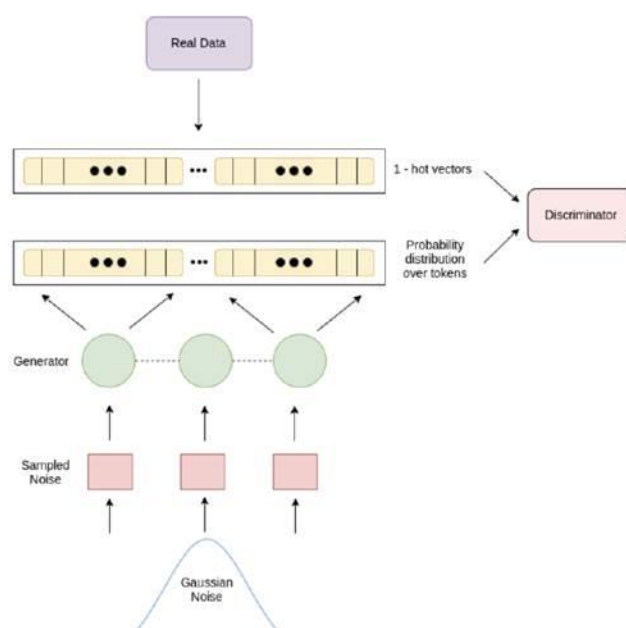 Real Data
•••
1 - hot vectors
Discriminator
Probability
distribution
over tokens
Generator
Sampled
Noise
Gaussian
Noise